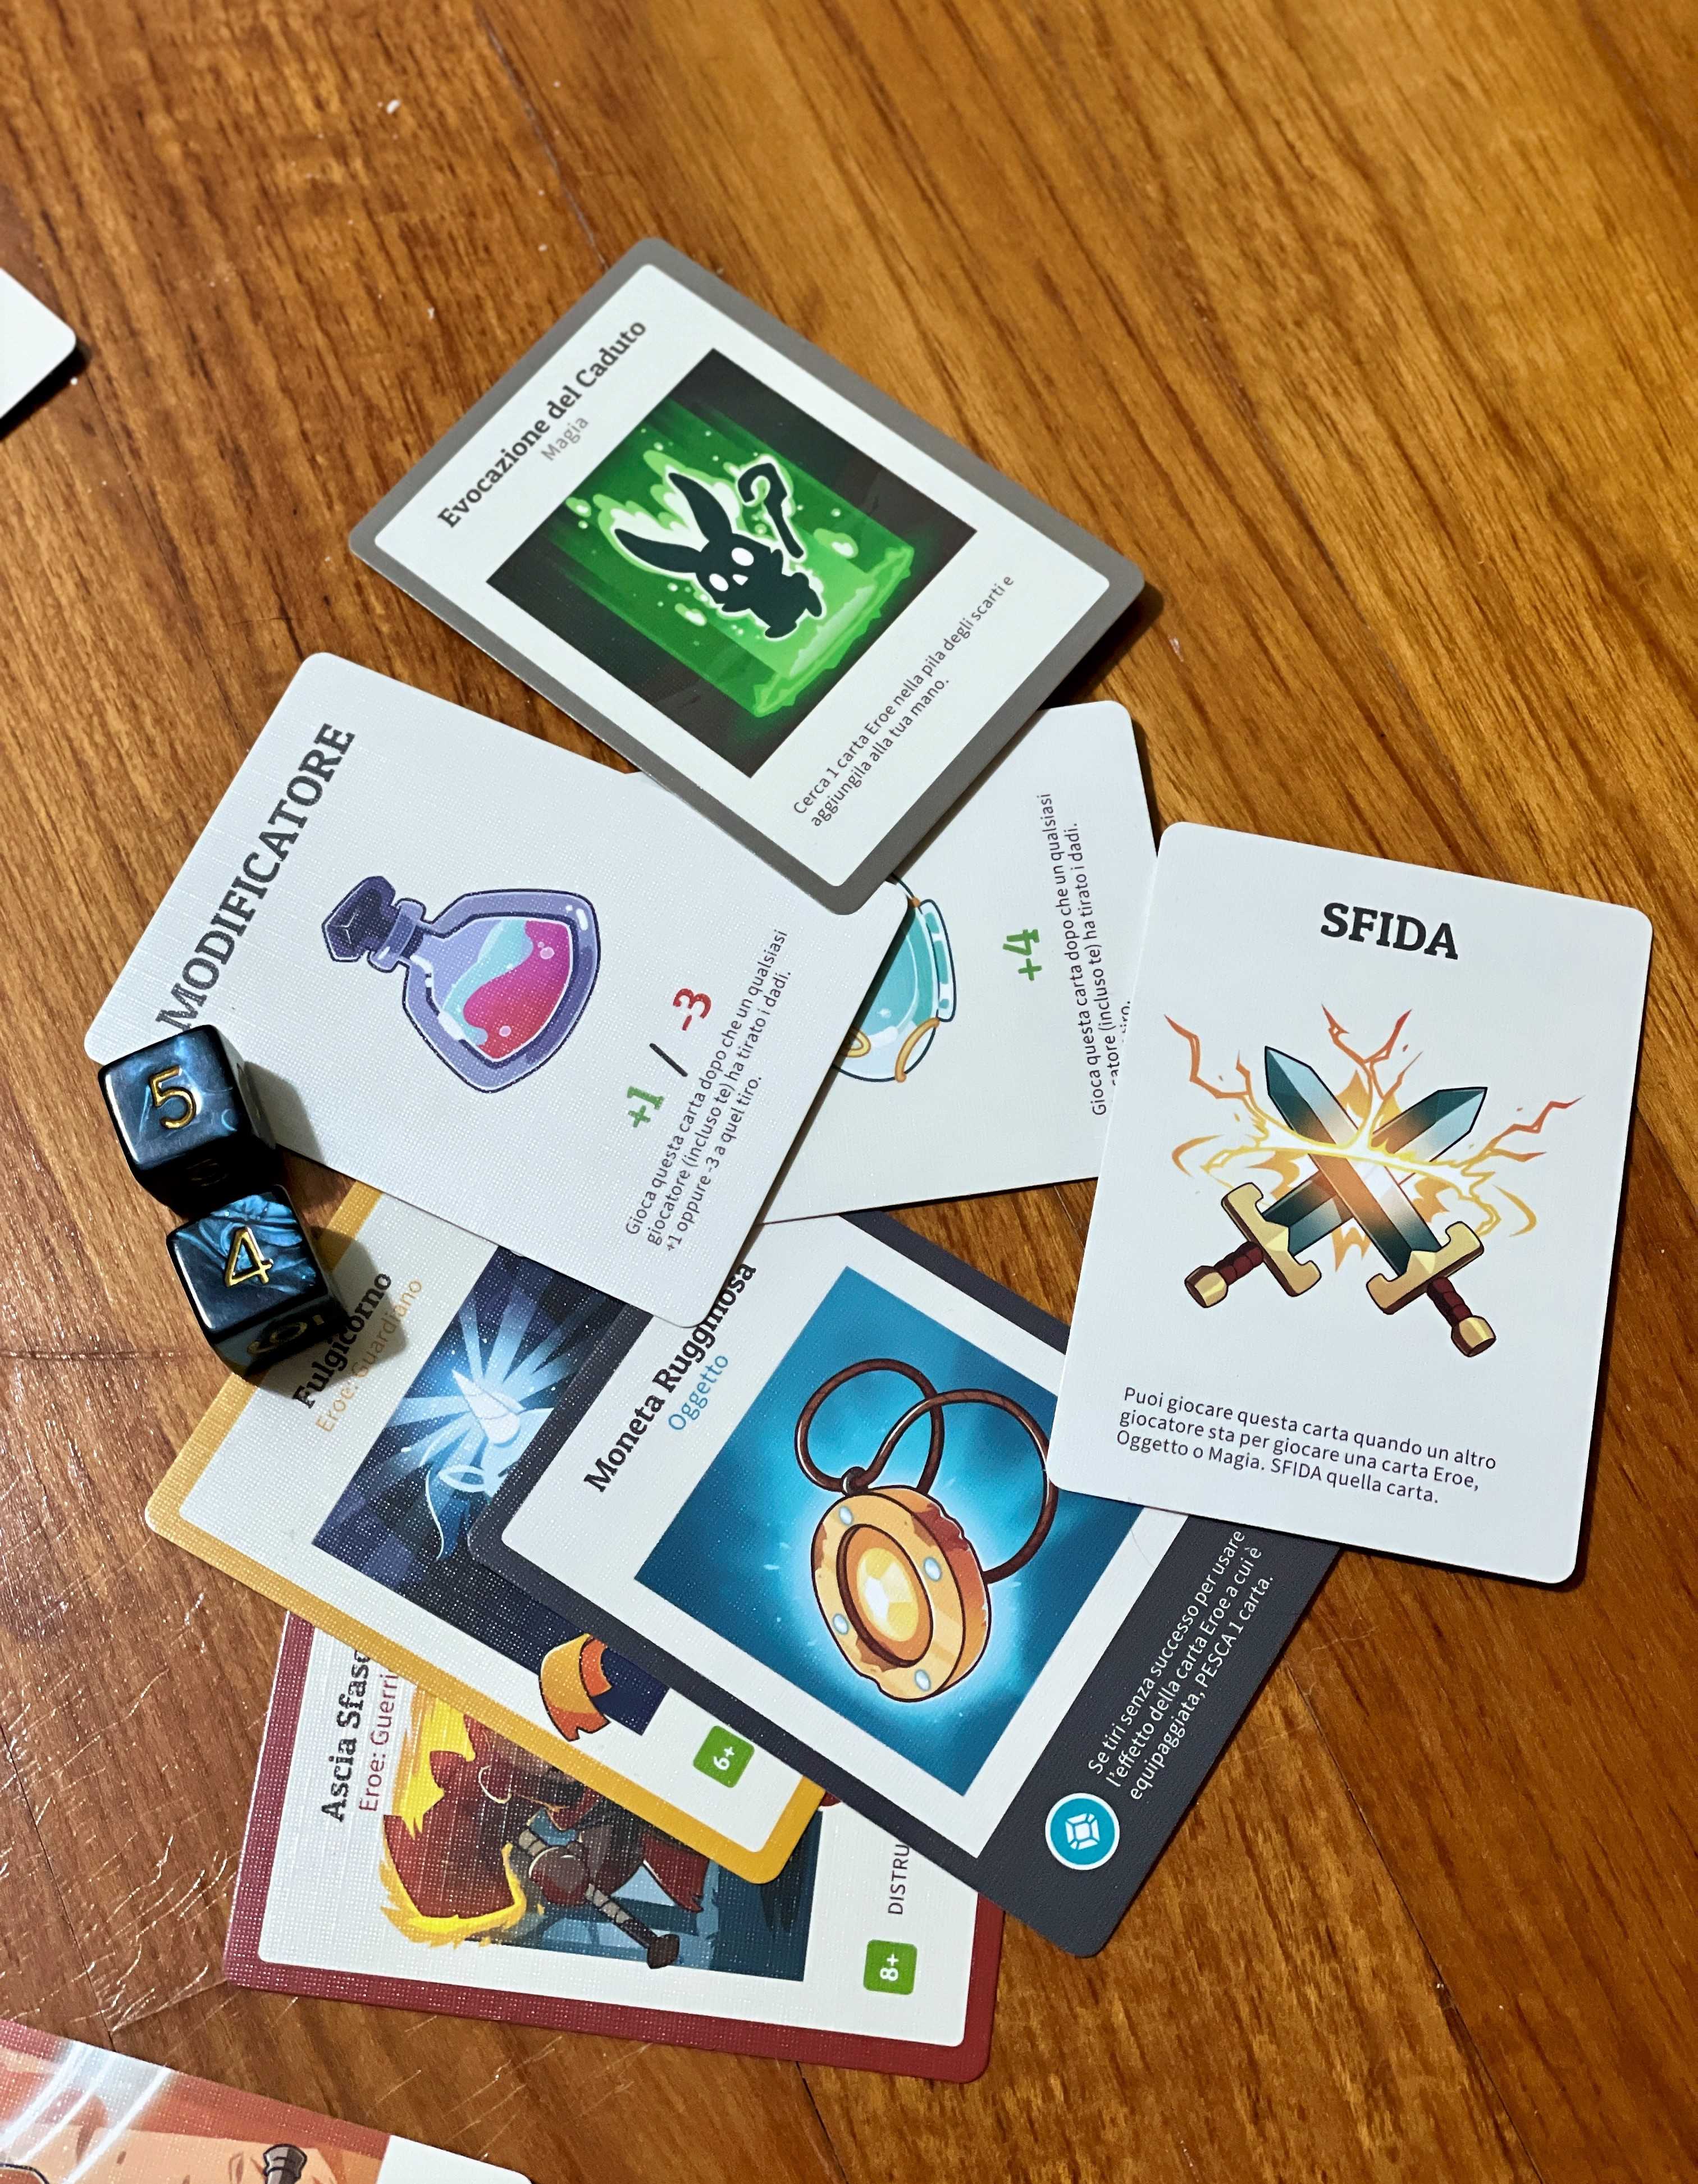 Evocazione del Caduto
Magia
Cerca 1 carta Eroe nella pila degli scarti e
aggiungila alla tua mano.
MODIFICATORE
+1 / -3
Gioca questa carta dopo che un qualsiasi
giocatore (incluso te) ha tirato i dadi.
+1 oppure -3 a quel tiro.
+4
Gioca questa carta dopo che un qualsiasi
catore (incluso te) ha tirato i dadi.
tiro.
SFIDA
Puoi giocare questa carta quando un altro
giocatore sta per giocare una carta Eroe,
Oggetto o Magia. SFIDA quella carta.
5
4
Fulgicorno
Eroe: Guardiano
6+
Moneta Rugginosa
Oggetto
Se tiri senza successo per usare
l'effetto della carta Eroe a cui è
equipaggiata, PESCA 1 carta.
Ascia Sfasc
Eroe: Guerri
8+
DISTRU